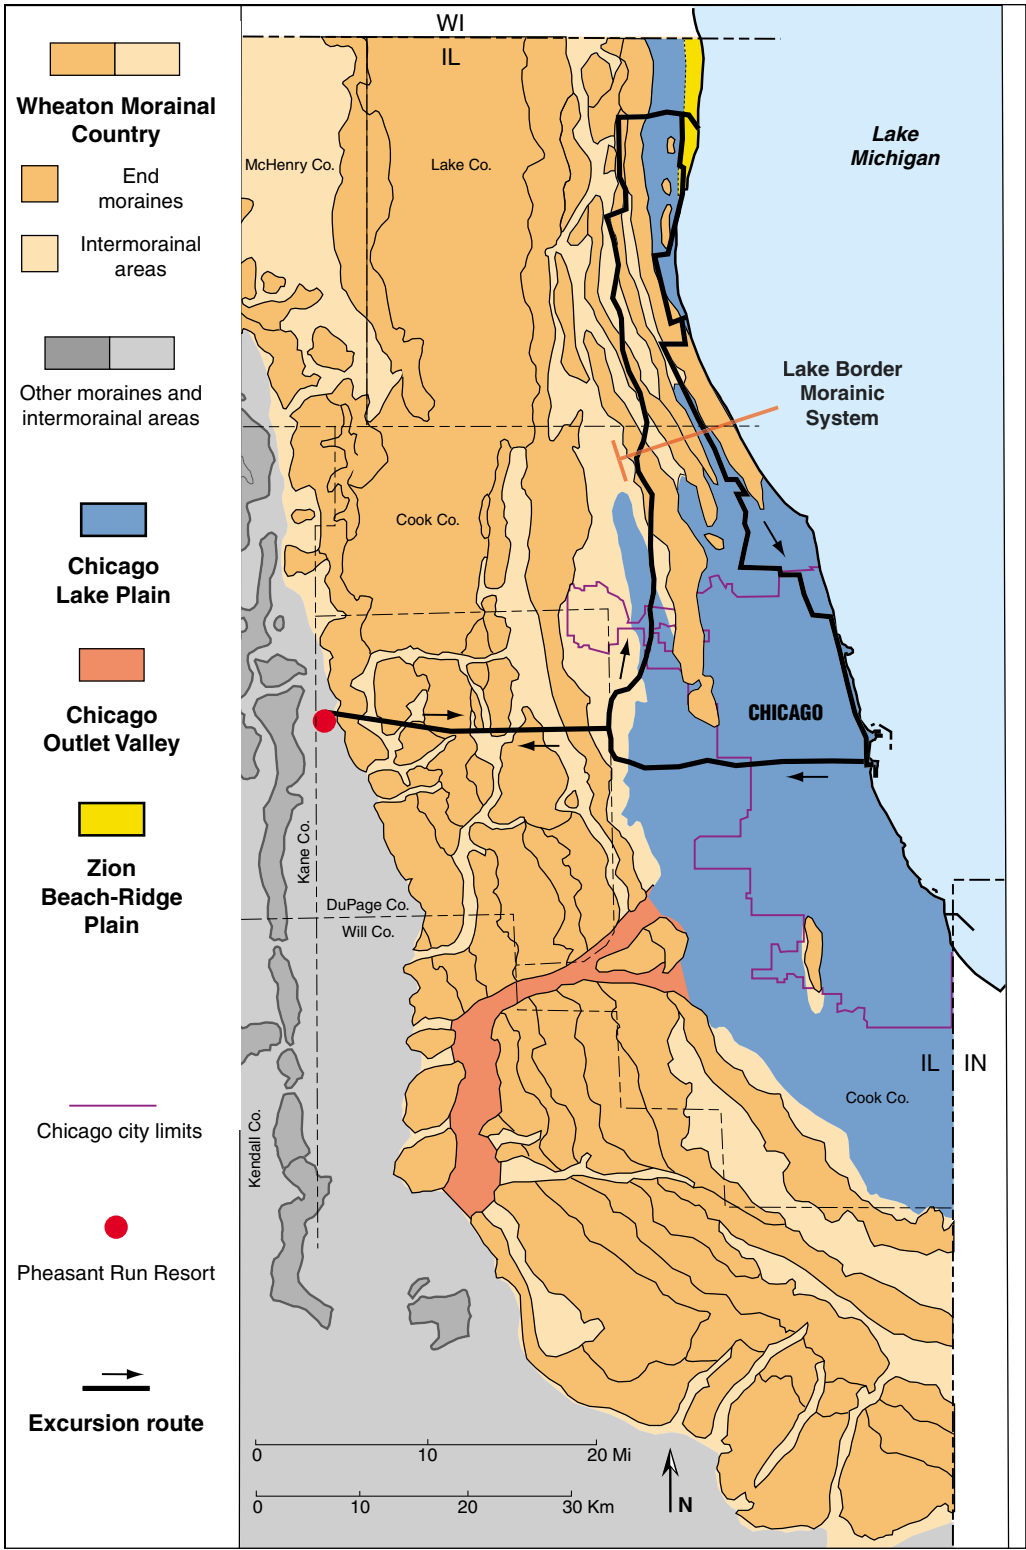 Wheaton Morainal
Country
End
moraines
Intermorainal
areas
Other moraines and
intermorainal areas
Chicago
Lake Plain
Chicago
Outlet Valley
Zion
Beach-Ridge
Plain
Chicago city limits
Pheasant Run Resort
Excursion route
WI
IL
McHenry Co.
Lake Co.
Lake
Michigan
Lake Border
Morainic
System
Cook Co.
CHICAGO
Kane Co.
DuPage Co.
Will Co.
IL
IN
Cook Co.
Kendall Co.
0
10
20 Mi
0
10
20
30 Km
N